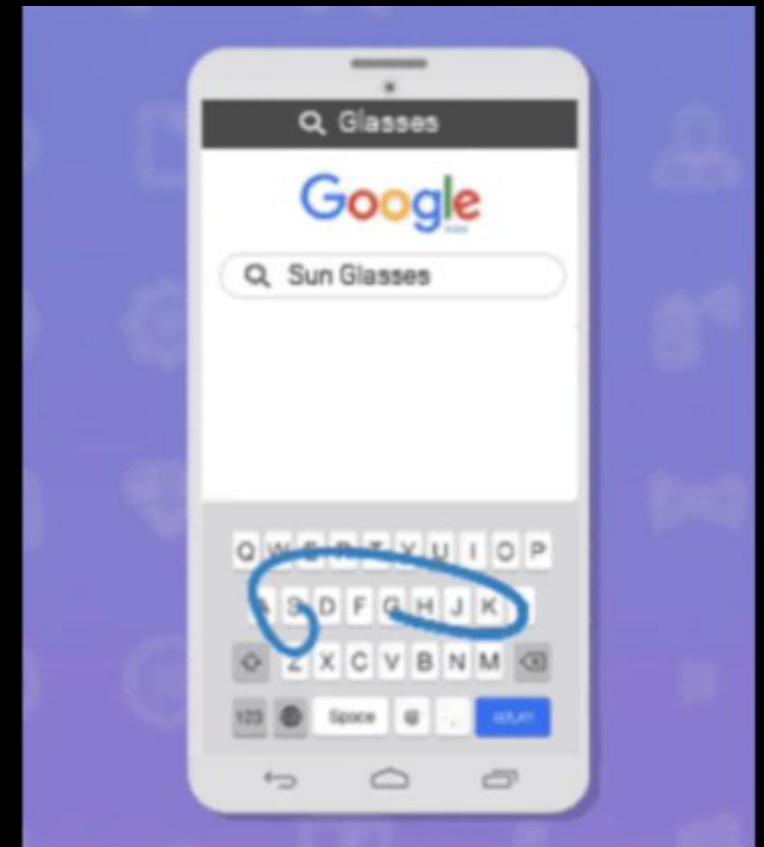 Glasses
Google
Sun Glasses
Q W E R T Y U I O P
A S D F G H J K
Z X C V B N M
123 Space @ .
return